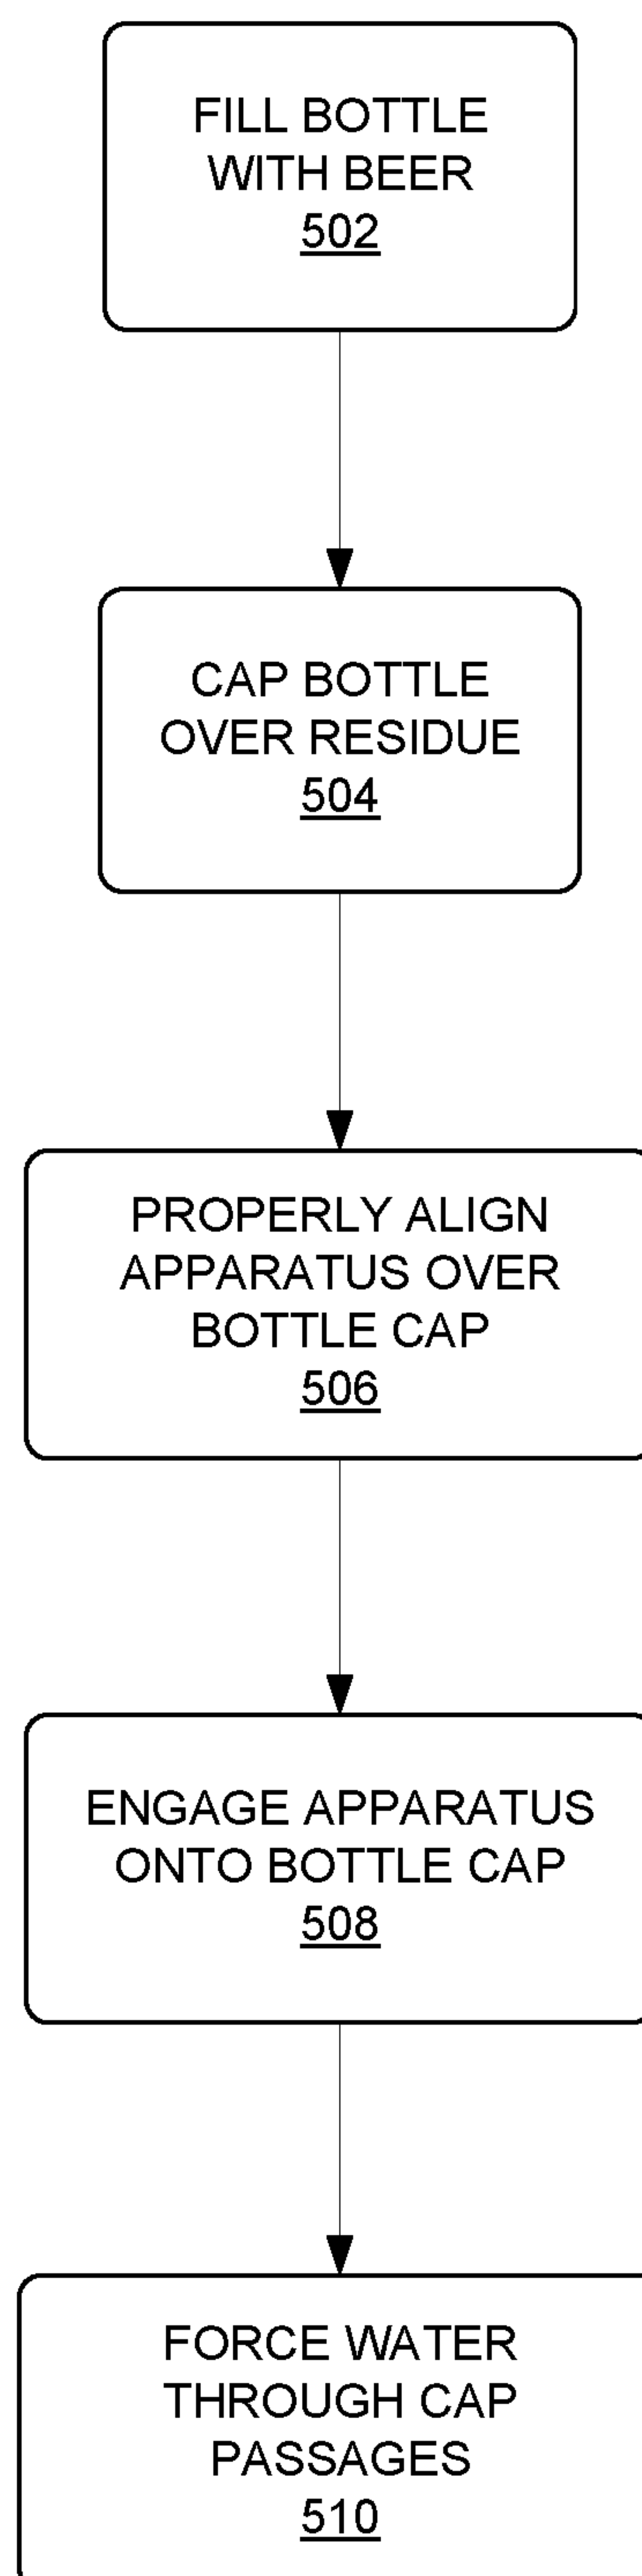 FILL BOTTLE
WITH BEER
502
CAP BOTTLE
OVER RESIDUE
504
PROPERLY ALIGN
APPARATUS OVER
BOTTLE CAP
506
ENGAGE APPARATUS
ONTO BOTTLE CAP
508
FORCE WATER
THROUGH CAP
PASSAGES
510